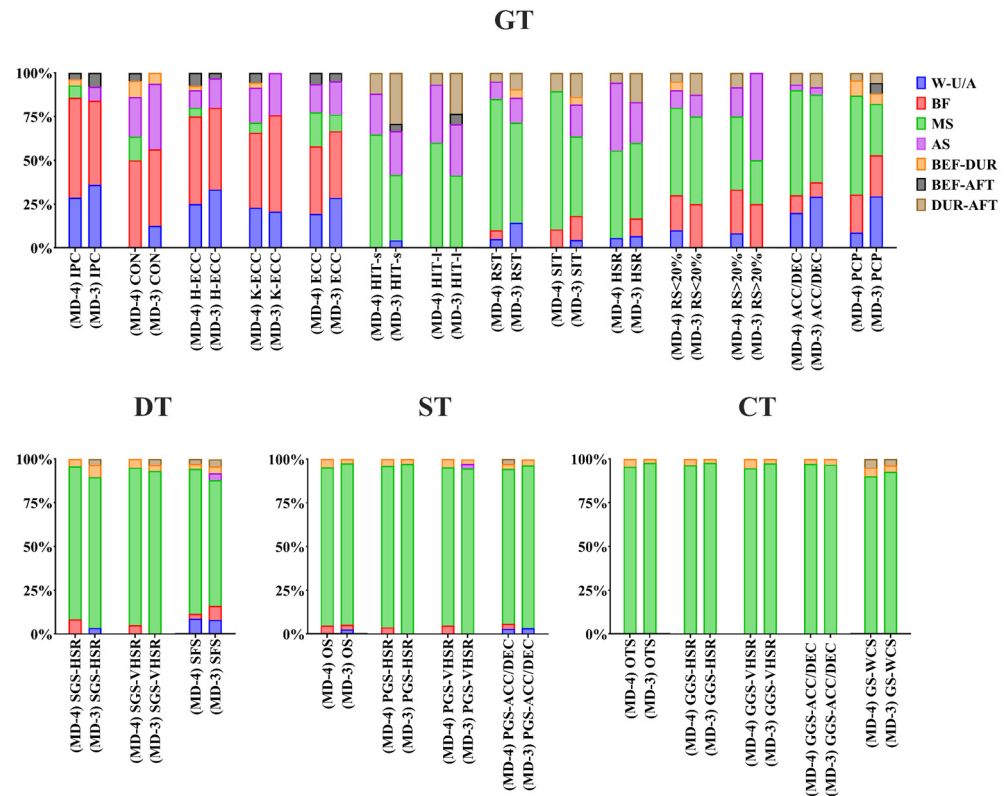 GT
100%
75%
50%
25%
0%
(MD-4) IPC
(MD-3) IPC
(MD-4) CON
(MD-3) CON
(MD-4) H-ECC
(MD-3) H-ECC
(MD-4) K-ECC
(MD-3) K-ECC
(MD-4) ECC
(MD-3) ECC
(MD-4) HIT-s
(MD-3) HIT-s
(MD-4) HIT-l
(MD-3) HIT-l
(MD-4) RST
(MD-3) RST
(MD-4) SIT
(MD-3) SIT
(MD-4) HSR
(MD-3) HSR
(MD-4) RS<20%
(MD-3) RS<20%
(MD-4) RS>20%
(MD-3) RS>20%
(MD-4) ACC/DEC
(MD-3) ACC/DEC
(MD-4) PCP
(MD-3) PCP
W-U/A
BF
MS
AS
BEF-DUR
BEF-AFT
DUR-AFT
DT
100%
75%
50%
25%
0%
(MD-4) SGS-HSR
(MD-3) SGS-HSR
(MD-4) SGS-VHSR
(MD-3) SGS-VHSR
(MD-4) SFS
(MD-3) SFS
ST
100%
75%
50%
25%
0%
(MD-4) OS
(MD-3) OS
(MD-4) PGS-HSR
(MD-3) PGS-HSR
(MD-4) PGS-VHSR
(MD-3) PGS-VHSR
(MD-4) PGS-ACC/DEC
(MD-3) PGS-ACC/DEC
CT
100%
75%
50%
25%
0%
(MD-4) OTS
(MD-3) OTS
(MD-4) GGS-HSR
(MD-3) GGS-HSR
(MD-4) GGS-VHSR
(MD-3) GGS-VHSR
(MD-4) GGS-ACC/DEC
(MD-3) GGS-ACC/DEC
(MD-4) GS-WCS
(MD-3) GS-WCS